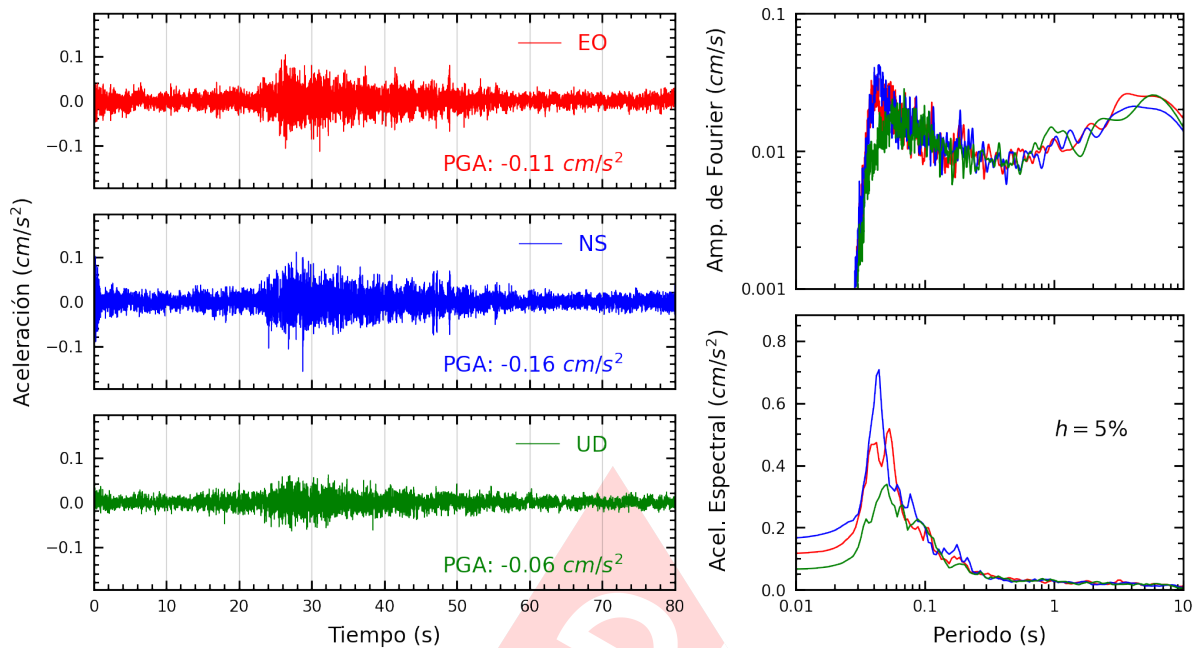 Aceleración (cm/s²)
0.1
0.0
−0.1
EO
PGA: -0.11 cm/s²
0.1
0.0
−0.1
NS
PGA: -0.16 cm/s²
0.1
0.0
−0.1
UD
PGA: -0.06 cm/s²
0 10 20 30 40 50 60 70 80
Tiempo (s)
Amp. de Fourier (cm/s)
0.1
0.01
0.001
Acel. Espectral (cm/s²)
0.8
0.6
0.4
0.2
0.0
h = 5%
0.01 0.1 1 10
Periodo (s)